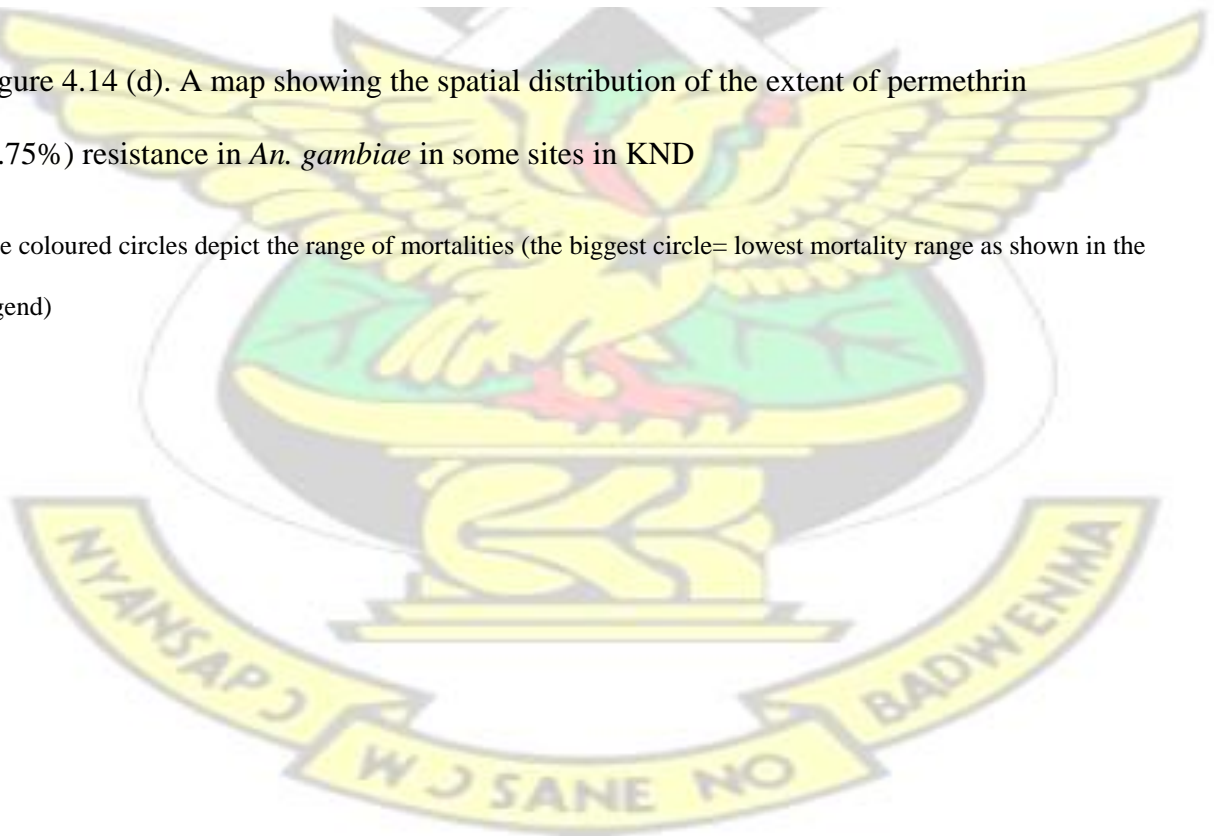 gure 4.14 (d). A map showing the spatial distribution of the extent of permethrin
.75%) resistance in An. gambiae in some sites in KND
e coloured circles depict the range of mortalities (the biggest circle= lowest mortality range as shown in the
gend)
NYANSAPƆ
WƆ SANE NO
BADWENMA